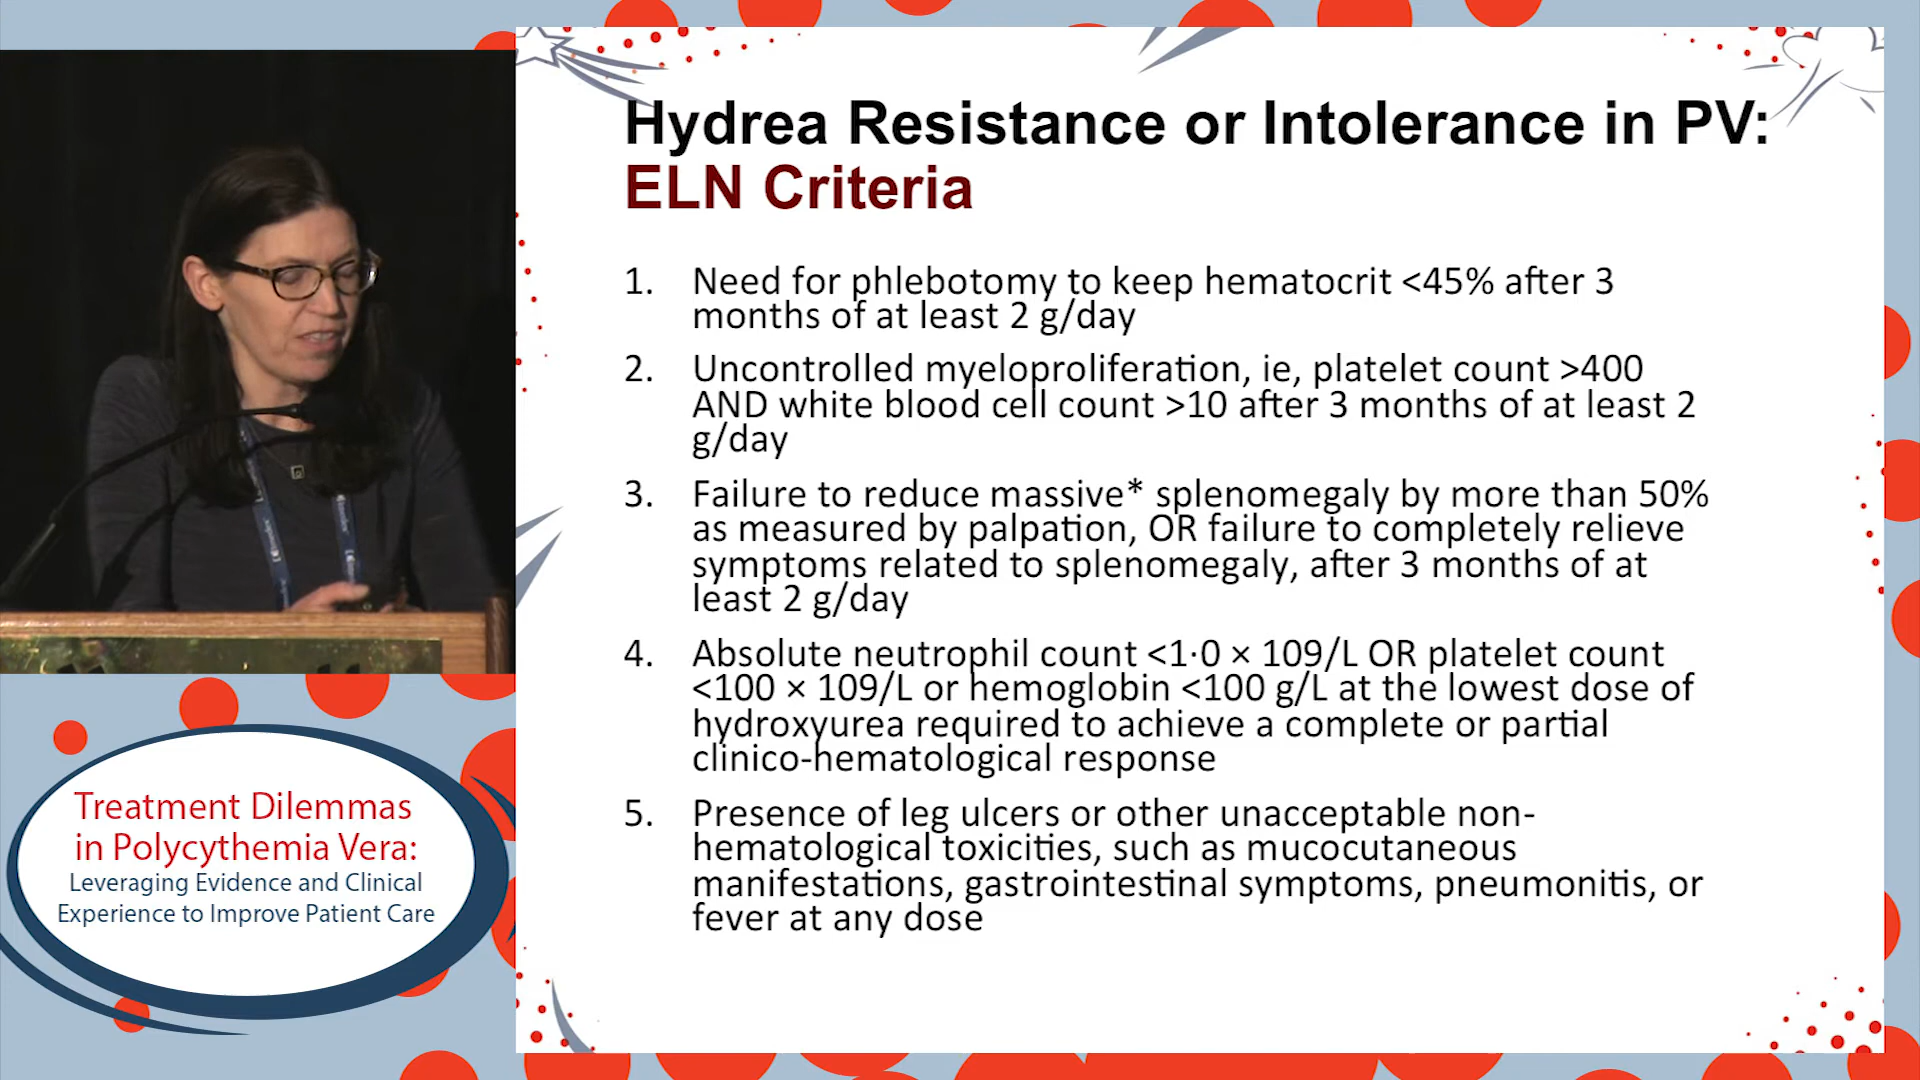 Hydrea Resistance or Intolerance in PV:
ELN Criteria
1. Need for phlebotomy to keep hematocrit <45% after 3
months of at least 2 g/day
2. Uncontrolled myeloproliferation, ie, platelet count >400
AND white blood cell count >10 after 3 months of at least 2
g/day
3. Failure to reduce massive* splenomegaly by more than 50%
as measured by palpation, OR failure to completely relieve
symptoms related to splenomegaly, after 3 months of at
least 2 g/day
4. Absolute neutrophil count <1·0 × 109/L OR platelet count
<100 × 109/L or hemoglobin <100 g/L at the lowest dose of
hydroxyurea required to achieve a complete or partial
clinico-hematological response
5. Presence of leg ulcers or other unacceptable non-
hematological toxicities, such as mucocutaneous
manifestations, gastrointestinal symptoms, pneumonitis, or
fever at any dose
Treatment Dilemmas
in Polycythemia Vera:
Leveraging Evidence and Clinical
Experience to Improve Patient Care